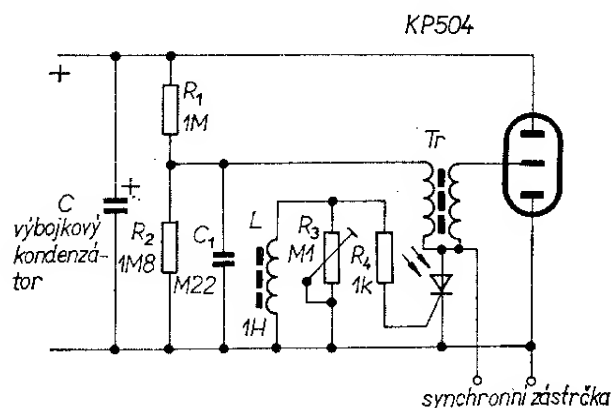 KP504
+
R1
1M
Tr
C
+
výbojkový
kondenzá-
tor
R2
1M8
C1
M22
L
1H
R3
M1
R4
1k
synchronní zástrčka